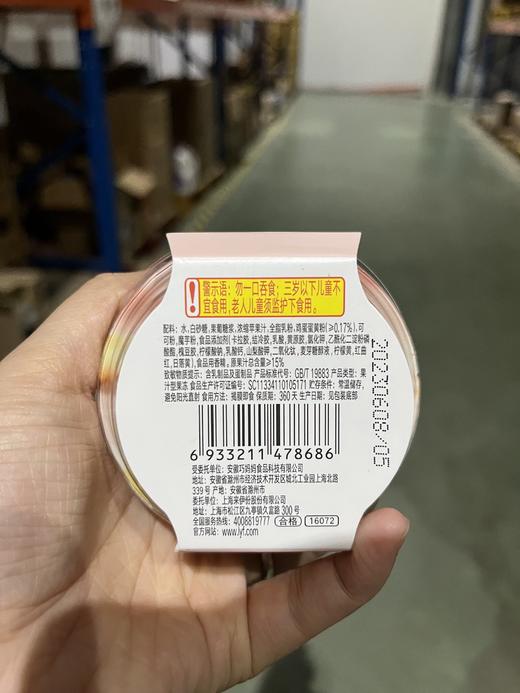 警示语：勿一口吞食；三岁以下儿童不
宜食用，老人儿童须监护下食用。
配料：水，白砂糖，果葡糖浆，浓缩苹果汁，全脂乳粉，鸡蛋蛋黄粉(≥0.17%)，可
可粉，魔芋粉，食品添加剂(卡拉胶，结冷胶，乳酸，黄原胶，氯化钾，乙酰化二淀粉磷
酸酯，槐豆胶，柠檬酸钠，乳酸钙，山梨酸钾，二氧化钛，麦芽糖醇液，柠檬黄，红曲
红，日落黄)，食品用香精，原果汁总含量≥15%
致敏物质提示：含乳制品及蛋制品 产品标准代号：GB/T 19883 产品类型：果
汁型果冻 食品生产许可证编号：SC11334110105171 贮存条件：常温储存，
避免阳光直射 食用方法：揭膜即食 保质期：360天 生产日期：见包装底部
6 933211 478686
受委托单位：安徽巧妈妈食品科技有限公司
地址：安徽省滁州市经济技术开发区城北工业园上海北路
339号 产地：安徽省滁州市
委托单位：上海来伊份股份有限公司
地址：上海市松江区九亭镇久富路300号
全国服务热线：4008819777 合格 16072
官方网站：www.lyf.com
20230608/05